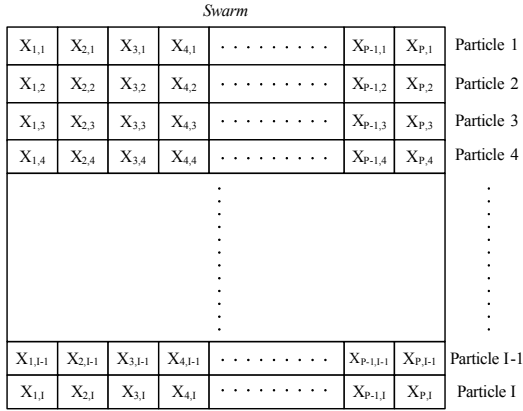 Swarm
X1,1 X2,1 X3,1 X4,1 . . . . . . . . . XP-1,1 XP,1 Particle 1
X1,2 X2,2 X3,2 X4,2 . . . . . . . . . XP-1,2 XP,2 Particle 2
X1,3 X2,3 X3,3 X4,3 . . . . . . . . . XP-1,3 XP,3 Particle 3
X1,4 X2,4 X3,4 X4,4 . . . . . . . . . XP-1,4 XP,4 Particle 4
X1,I-1 X2,I-1 X3,I-1 X4,I-1 . . . . . . . . . XP-1,I-1 XP,I-1 Particle I-1
X1,I X2,I X3,I X4,I . . . . . . . . . XP-1,I XP,I Particle I